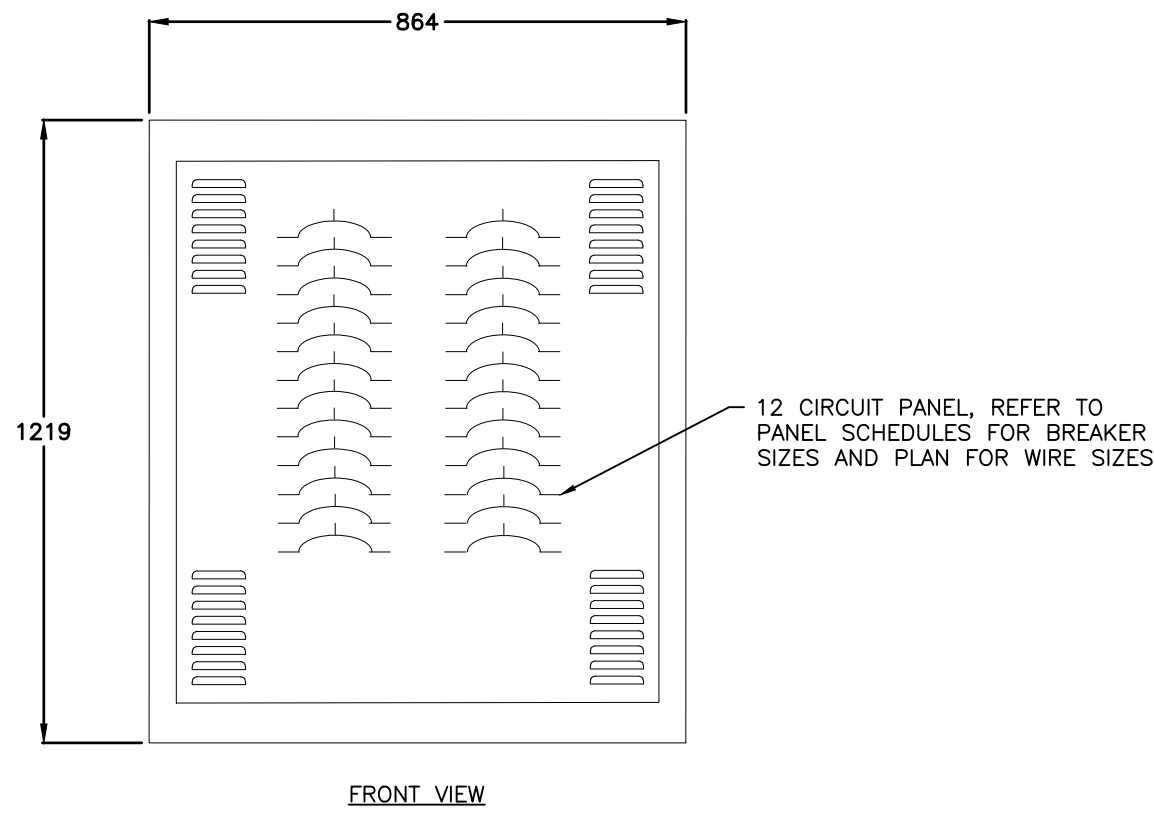 864
1219
12 CIRCUIT PANEL, REFER TO
PANEL SCHEDULES FOR BREAKER
SIZES AND PLAN FOR WIRE SIZES
FRONT VIEW